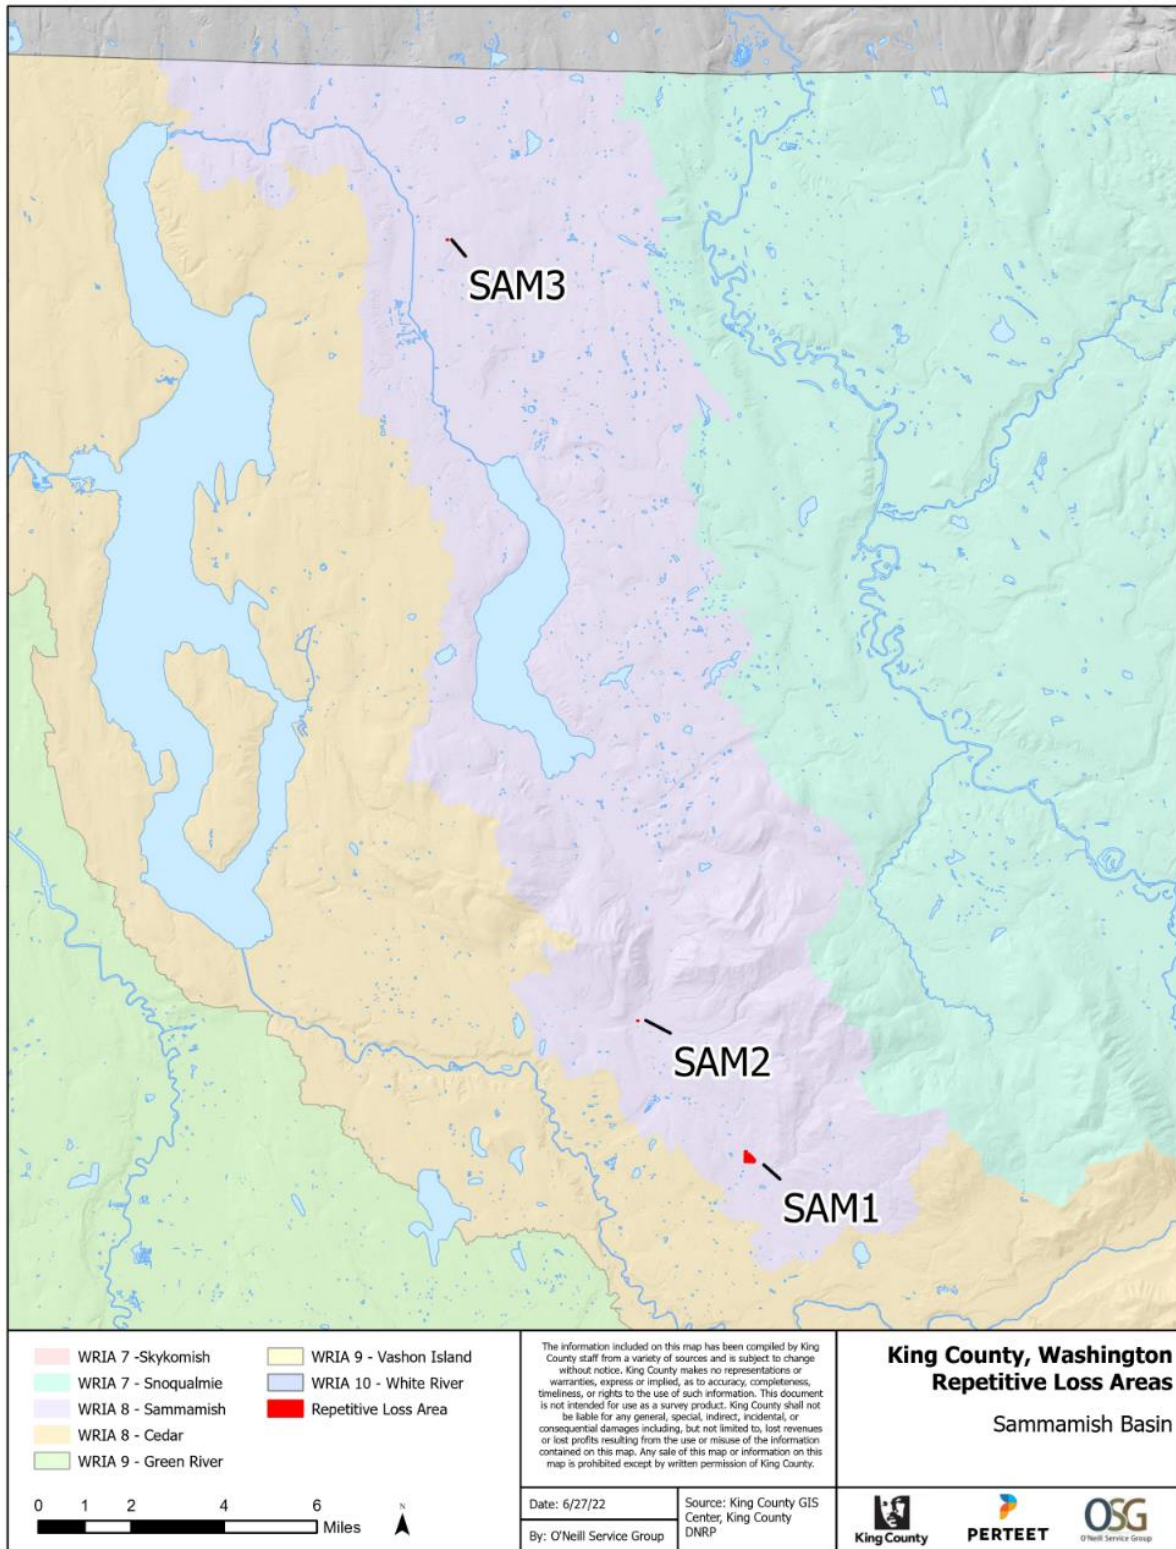 SAM3
SAM2
SAM1
WRIA 7 -Skykomish
WRIA 7 - Snoqualmie
WRIA 8 - Sammamish
WRIA 8 - Cedar
WRIA 9 - Green River
WRIA 9 - Vashon Island
WRIA 10 - White River
Repetitive Loss Area
0 1 2 4 6
Miles
N
The information included on this map has been compiled by King
County staff from a variety of sources and is subject to change
without notice. King County makes no representations or
warranties, express or implied, as to accuracy, completeness,
timeliness, or rights to the use of such information. This document
is not intended for use as a survey product. King County shall not
be liable for any general, special, indirect, incidental, or
consequential damages including, but not limited to, lost revenues
or lost profits resulting from the use or misuse of the information
contained on this map. Any sale of this map or information on this
map is prohibited except by written permission of King County.
Date: 6/27/22
By: O'Neill Service Group
Source: King County GIS
Center, King County
DNRP
King County, Washington
Repetitive Loss Areas
Sammamish Basin
King County
PERTEET
OSG
O'Neill Service Group